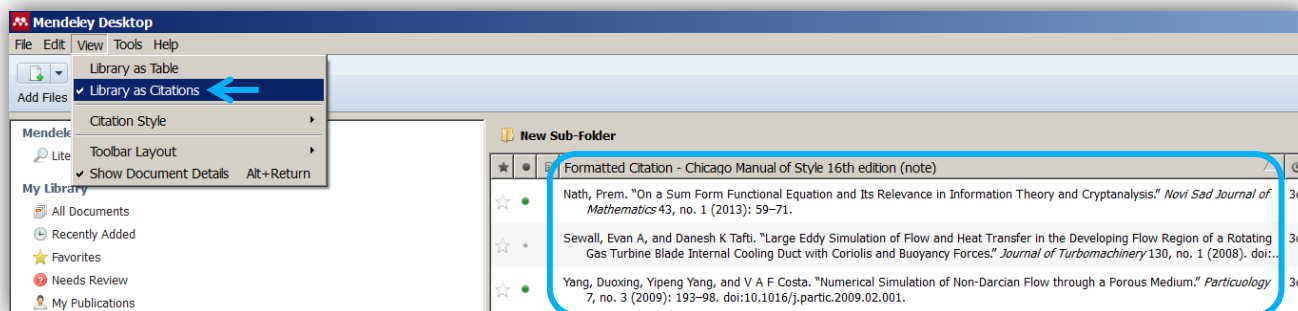 Mendeley Desktop
File Edit View Tools Help
Library as Table
Add Files
Library as Citations
Citation Style
Toolbar Layout
Show Document Details Alt+Return
Mendele
Lite
My Library
All Documents
Recently Added
Favorites
Needs Review
My Publications
New Sub-Folder
Formatted Citation - Chicago Manual of Style 16th edition (note)
Nath, Prem. "On a Sum Form Functional Equation and Its Relevance in Information Theory and Cryptanalysis." Novi Sad Journal of
Mathematics 43, no. 1 (2013): 59–71.
Sewall, Evan A, and Danesh K Tafti. "Large Eddy Simulation of Flow and Heat Transfer in the Developing Flow Region of a Rotating
Gas Turbine Blade Internal Cooling Duct with Coriolis and Buoyancy Forces." Journal of Turbomachinery 130, no. 1 (2008). doi:..
Yang, Duoxing, Yipeng Yang, and V A F Costa. "Numerical Simulation of Non-Darcian Flow through a Porous Medium." Particuology
7, no. 3 (2009): 193–98. doi:10.1016/j.partic.2009.02.001.